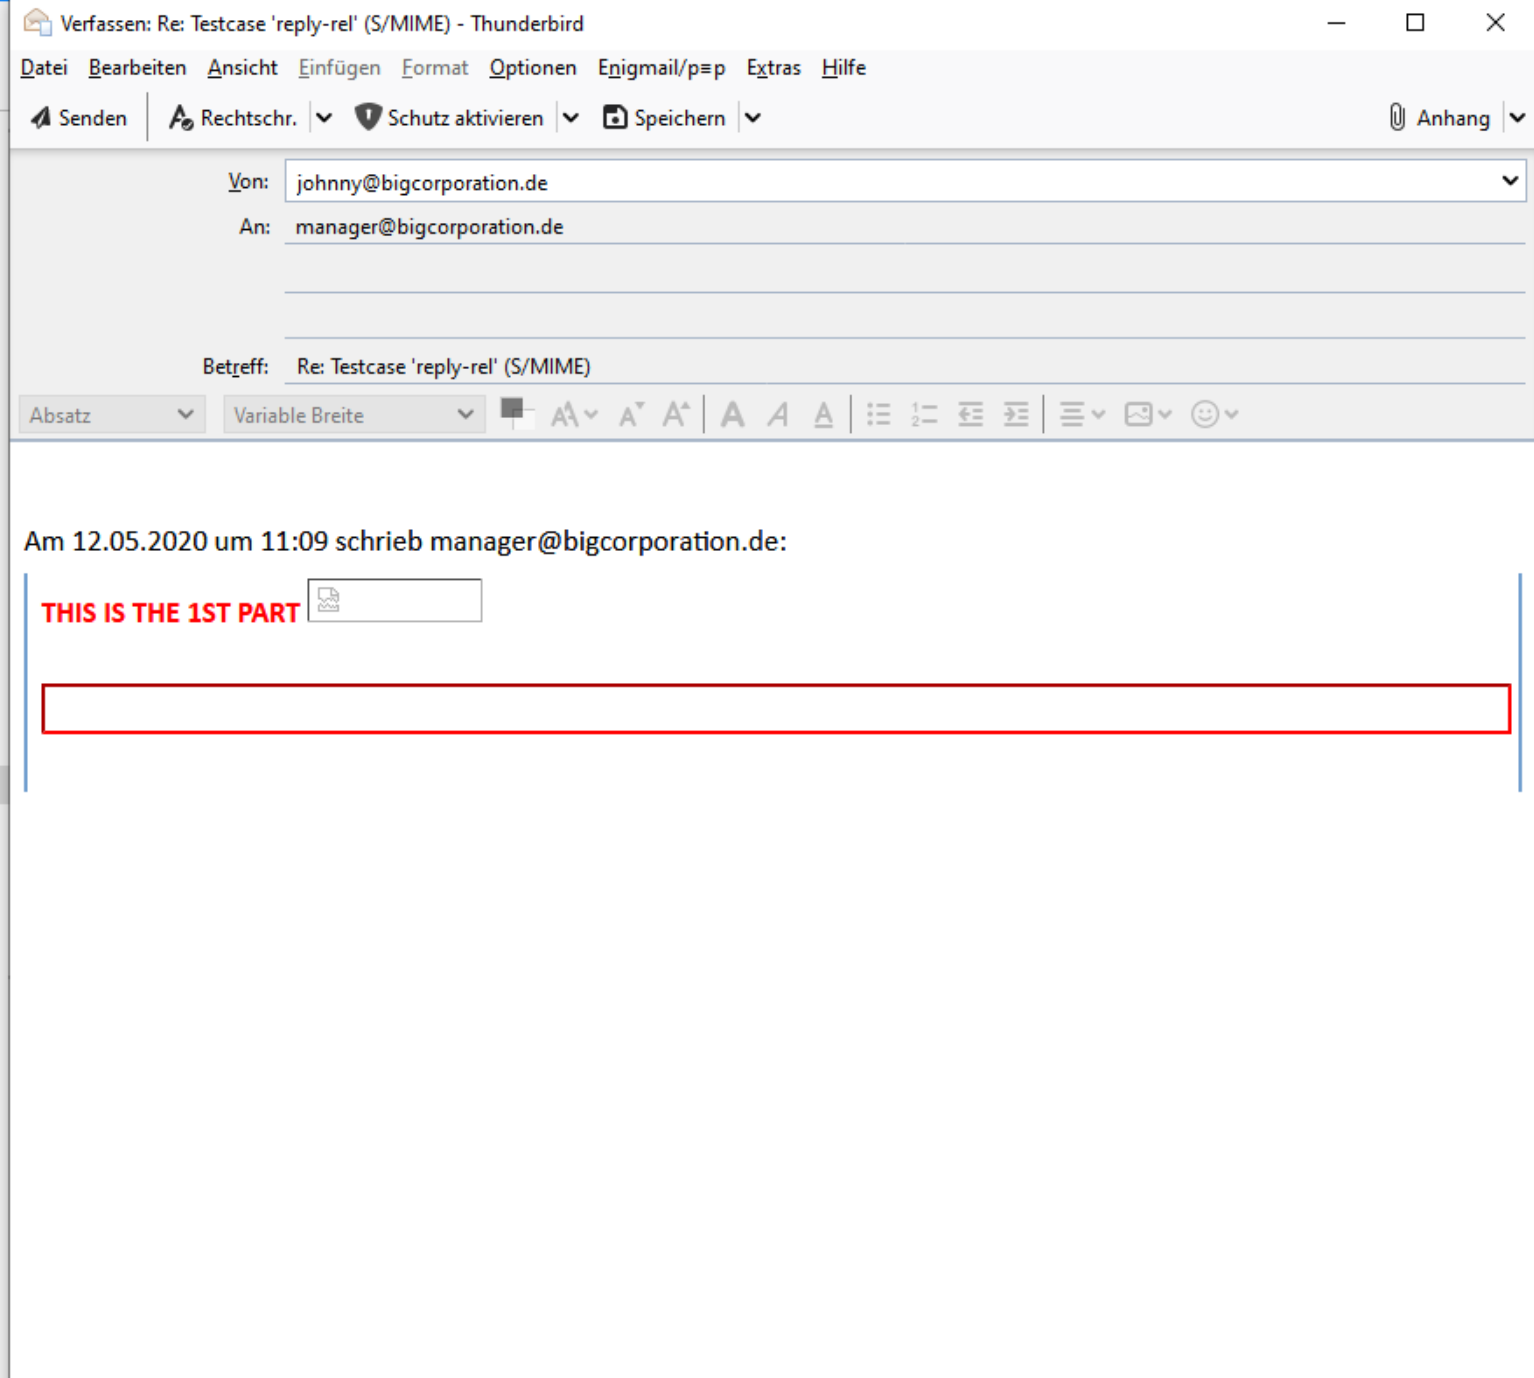 Verfassen: Re: Testcase 'reply-rel' (S/MIME) - Thunderbird
Datei Bearbeiten Ansicht Einfügen Format Optionen Enigmail/p≡p Extras Hilfe
Senden Rechtschr. Schutz aktivieren Speichern Anhang
Von: johnny@bigcorporation.de
An: manager@bigcorporation.de
Betreff: Re: Testcase 'reply-rel' (S/MIME)
Absatz Variable Breite
Am 12.05.2020 um 11:09 schrieb manager@bigcorporation.de:
THIS IS THE 1ST PART